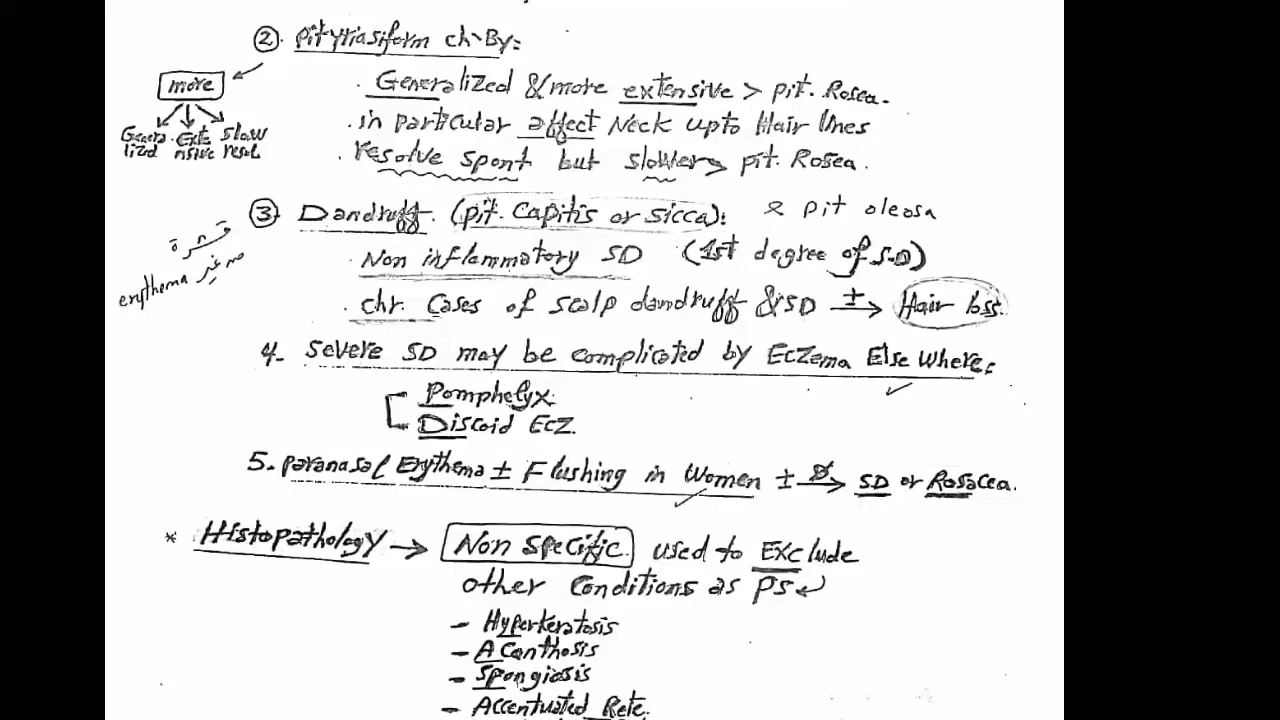 ② pityriasiform ch-By:
more
Genera
lized
Exte
nsive
Slow
resol
. Generalized & more extensive > pit. Rosea.
. in particular affect Neck upto Hair lines
. resolve spont but slower > pit. Rosea.
③ Dandruff (pit. Capitis or Sicca): & pit oleosa
قشرة
من غير
erythema
. Non inflammatory SD (1st degree of S.D)
. chr. Cases of scalp dandruff & SD ± → Hair loss.
4- Severe SD may be complicated by Eczema Else Where:
Pomphelyx
Discoid Ecz.
5- paranasal Erythema ± Flushing in Women ± → SD or Rosacea.
* Histopathology → Non Specific used to EXclude
other Conditions as PS
- Hyperkeratosis
- Acanthosis
- Spongiosis
- Accentuated Rete.